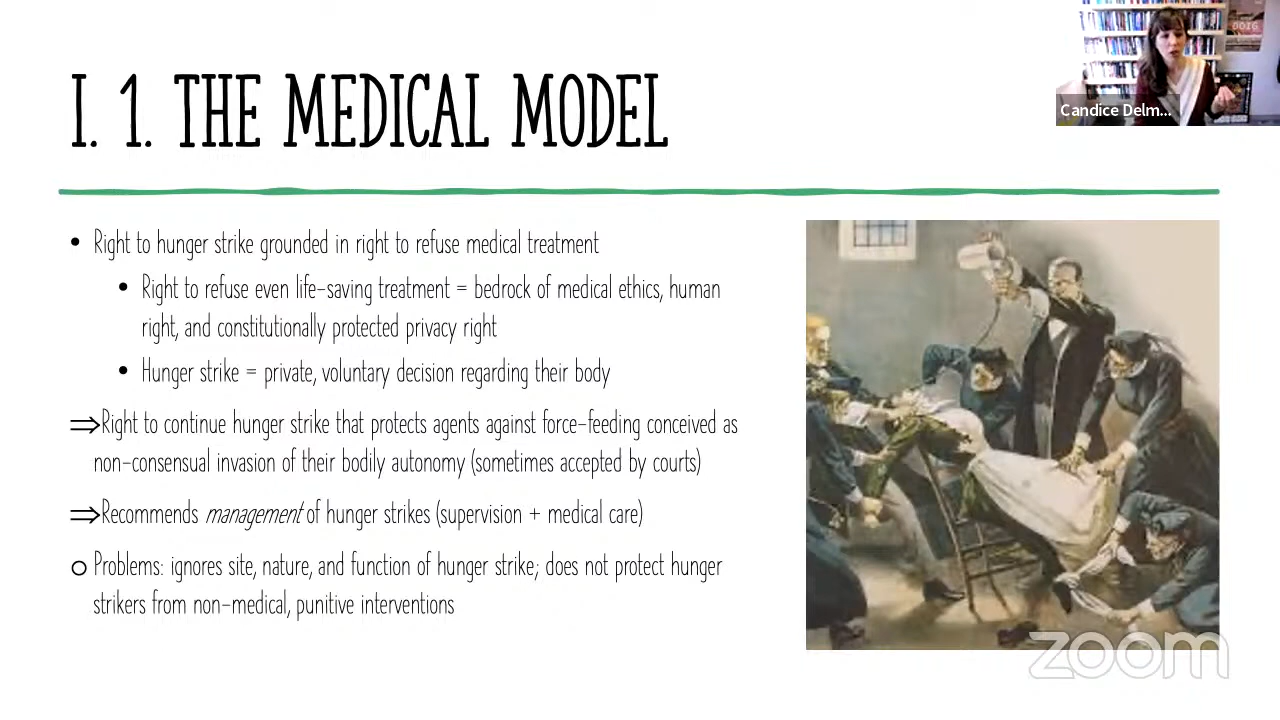 I. 1. THE MEDICAL MODEL
Candice Delm...
• Right to hunger strike grounded in right to refuse medical treatment
• Right to refuse even life-saving treatment = bedrock of medical ethics, human
right, and constitutionally protected privacy right
• Hunger strike = private, voluntary decision regarding their body
⇒Right to continue hunger strike that protects agents against force-feeding conceived as
non-consensual invasion of their bodily autonomy (sometimes accepted by courts)
⇒Recommends management of hunger strikes (supervision + medical care)
o Problems: ignores site, nature, and function of hunger strike; does not protect hunger
strikers from non-medical, punitive interventions
zoom